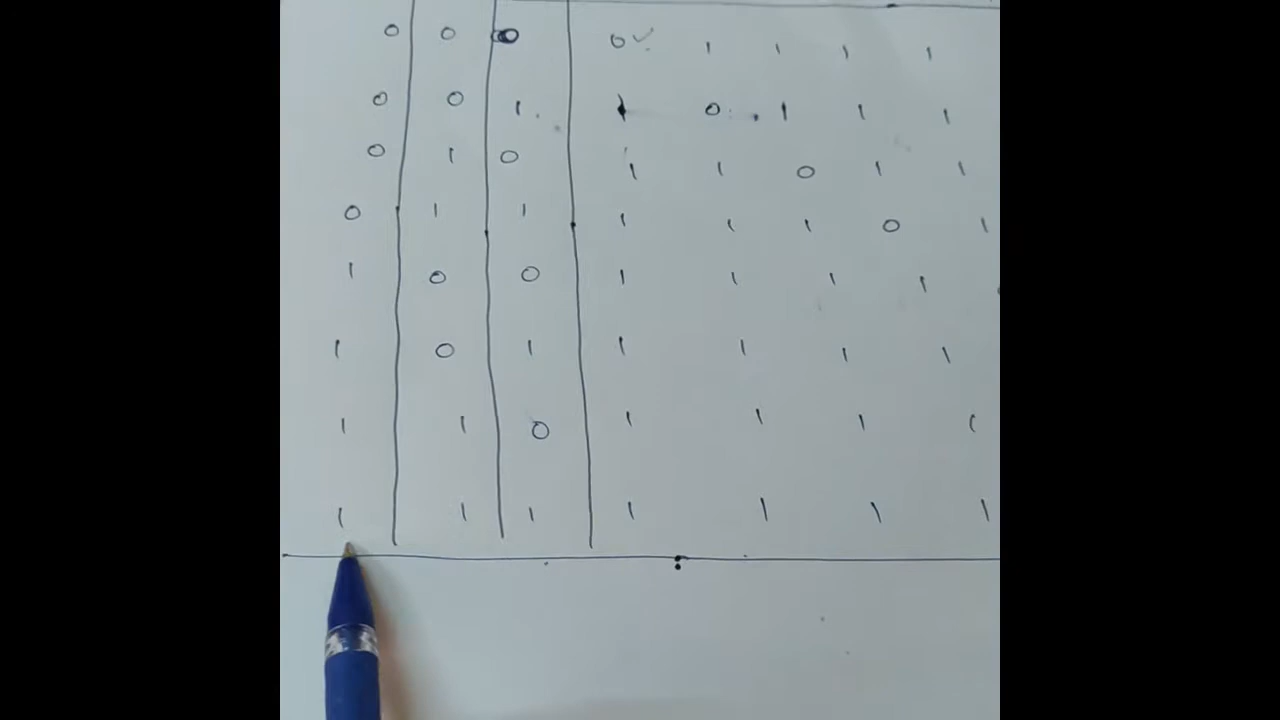 0 0 0 0✓ 1 1 1 1
0 0 1 1 0 1 1 1
0 1 0 1 1 0 1 1
0 1 1 1 1 1 0 1
1 0 0 1 1 1 1
1 0 1 1 1 1 1
1 1 0 1 1 1 1
1 1 1 1 1 1 1